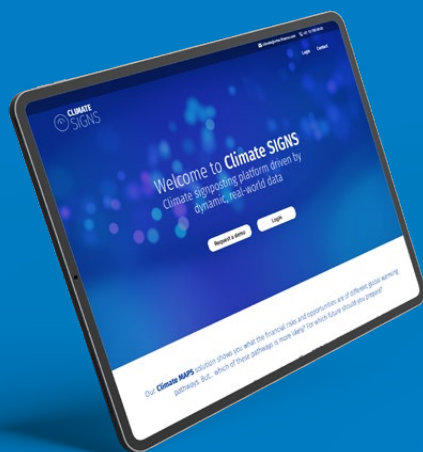 Login
Contact
CLIMATE
SIGNS
Welcome to Climate SIGNS
Climate Signposting platform driven by
dynamic, real-world data
Request a demo
Login
Our Climate MAPS solution shows you what the financial risks and opportunities are of different global warming
pathways. But.. which of these pathways is more likely? For which future should you prepare?